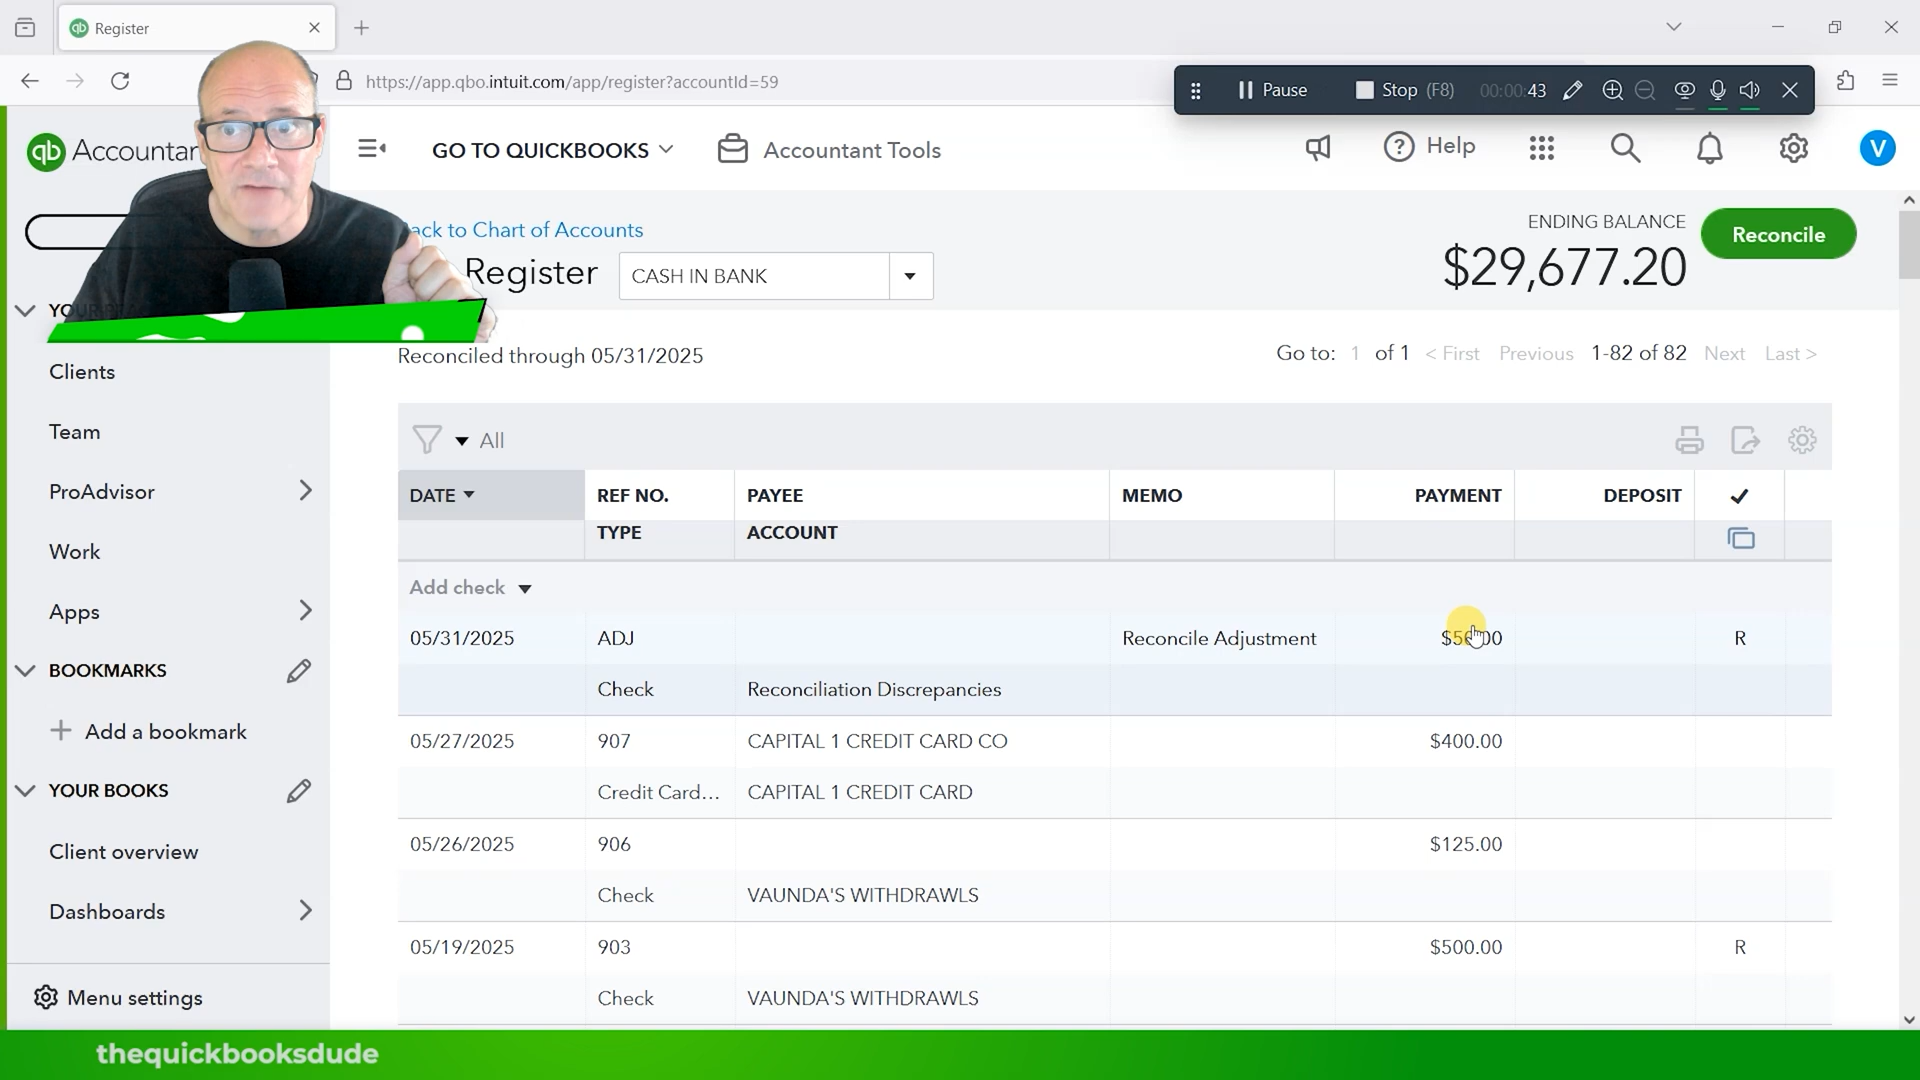 Register
https://app.qbo.intuit.com/app/register?accountId=59
Pause
Stop (F8)
00:00:43
qb
GO TO QUICKBOOKS
Accountant Tools
Help
V
Back to Chart of Accounts
Register
CASH IN BANK
ENDING BALANCE
$29,677.20
Reconcile
Reconciled through 05/31/2025
Go to: 1 of 1 < First Previous 1-82 of 82 Next Last >
Clients
Team
ProAdvisor
Work
Apps
BOOKMARKS
Add a bookmark
YOUR BOOKS
Client overview
Dashboards
Menu settings
All
DATE REF NO. PAYEE MEMO PAYMENT DEPOSIT
TYPE ACCOUNT
Add check
05/31/2025 ADJ Reconcile Adjustment R
Check Reconciliation Discrepancies
05/27/2025 907 CAPITAL 1 CREDIT CARD CO $400.00
Credit Card... CAPITAL 1 CREDIT CARD
05/26/2025 906 $125.00
Check VAUNDA'S WITHDRAWLS
05/19/2025 903 $500.00 R
Check VAUNDA'S WITHDRAWLS
thequickbooksdude